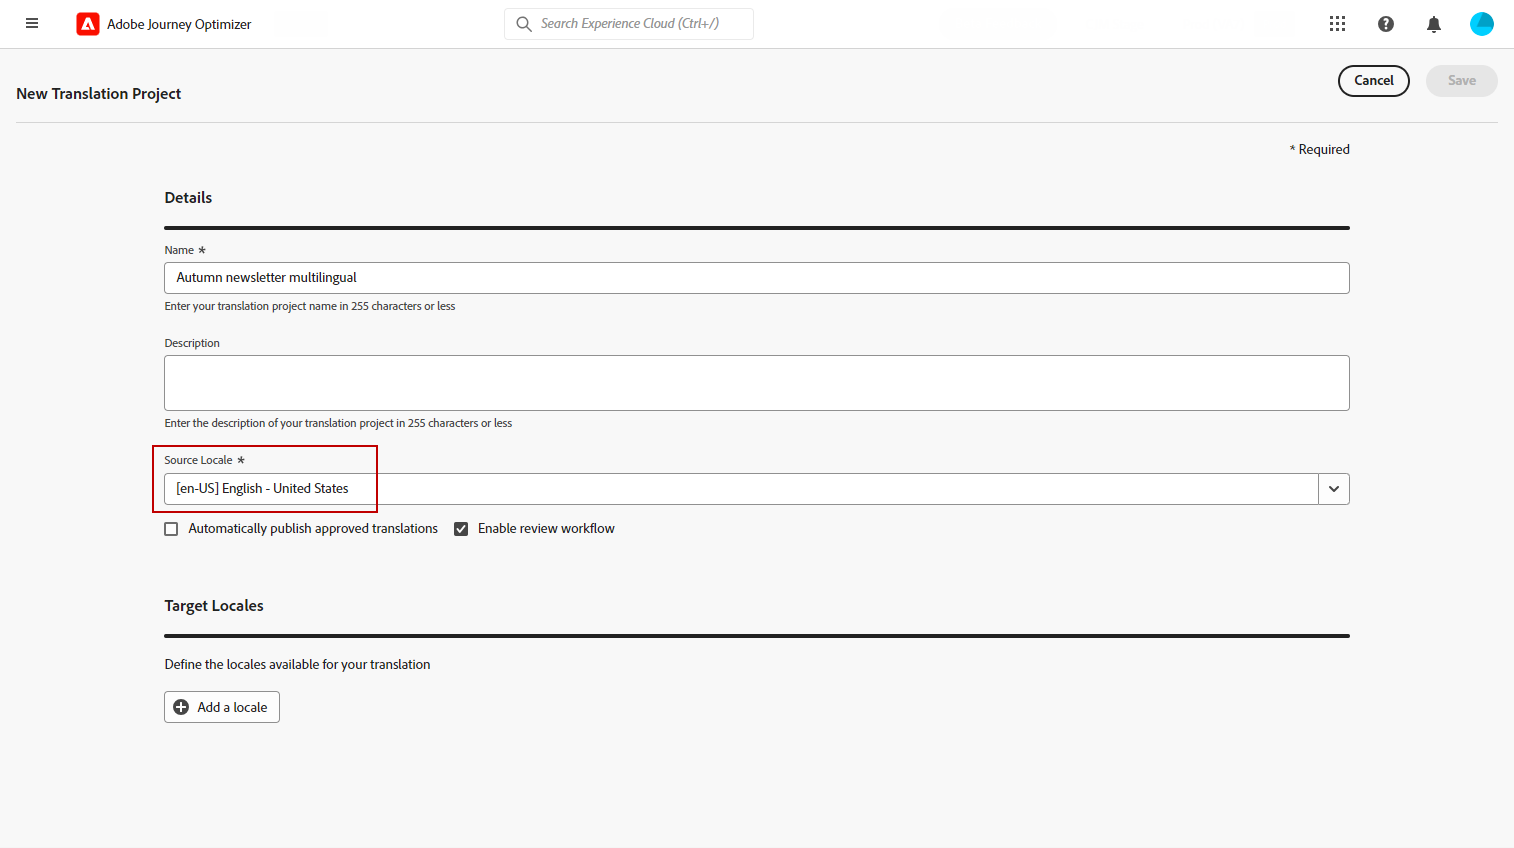 Adobe Journey Optimizer
Search Experience Cloud (Ctrl+/)
New Translation Project
Cancel
Save
* Required
Details
Name *
Autumn newsletter multilingual
Enter your translation project name in 255 characters or less
Description
Enter the description of your translation project in 255 characters or less
Source Locale *
[en-US] English - United States
Automatically publish approved translations
Enable review workflow
Target Locales
Define the locales available for your translation
Add a locale